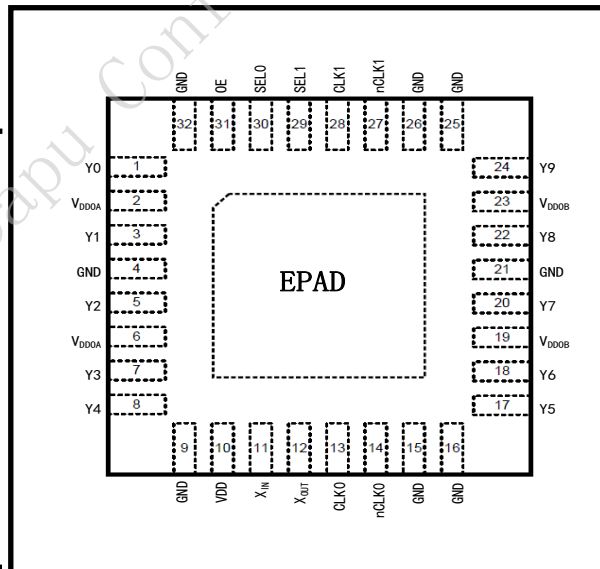 GND OE SEL0 SEL1 CLK1 nCLK1 GND GND
32 31 30 29 28 27 26 25
Y0 1 24 Y9
VDDOA 2 23 VDDOB
Y1 3 22 Y8
GND 4 21 GND
EPAD
Y2 5 20 Y7
VDDOA 6 19 VDDOB
Y3 7 18 Y6
Y4 8 17 Y5
9 10 11 12 13 14 15 16
GND VDD XIN XOUT CLK0 nCLK0 GND GND